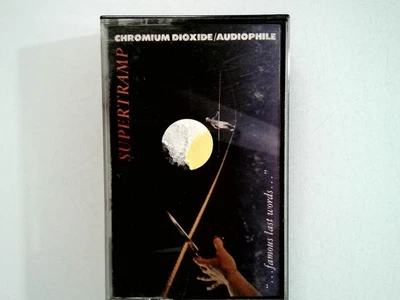 CHROMIUM DIOXIDE/AUDIOPHILE
SUPERTRAMP
"...famous last words..."